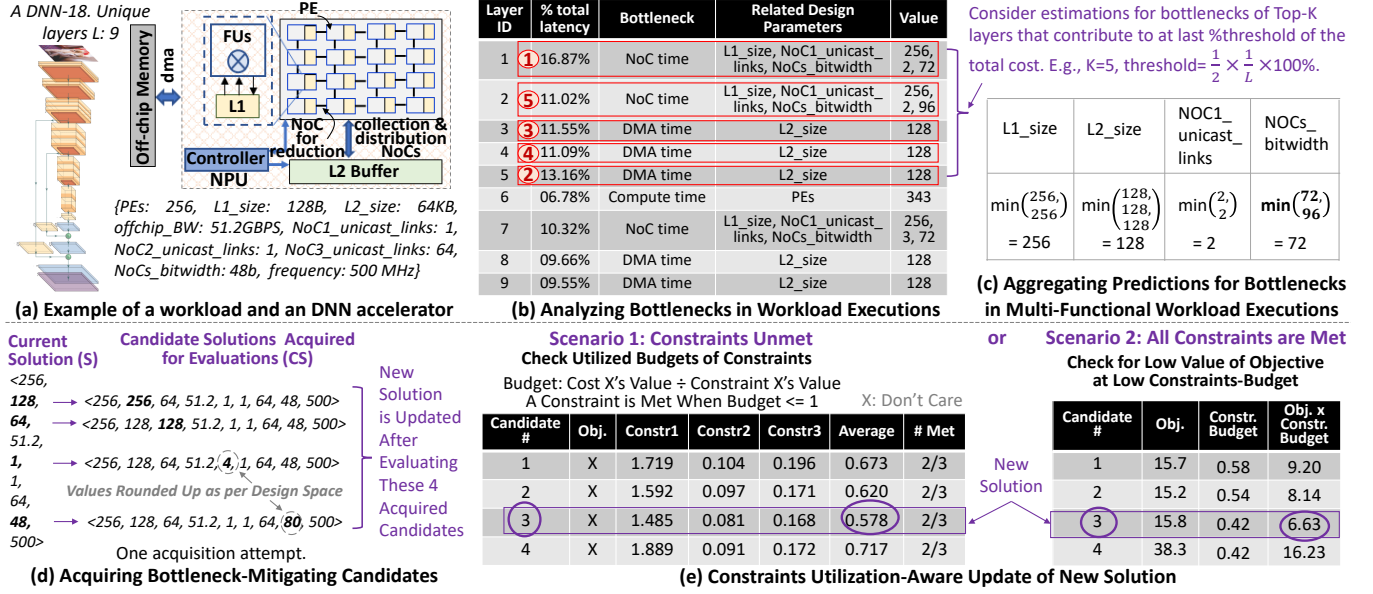 A DNN-18. Unique
layers L: 9
Off-chip Memory
dma
PE
FUs
L1
NoC
for
reduction
collection &
distribution
NoCs
Controller
NPU
L2 Buffer
{PEs: 256, L1_size: 128B, L2_size: 64KB,
offchip_BW: 51.2GBPS, NoC1_unicast_links: 1,
NoC2_unicast_links: 1, NoC3_unicast_links: 64,
NoCs_bitwidth: 48b, frequency: 500 MHz}
(a) Example of a workload and an DNN accelerator
Layer ID | % total latency | Bottleneck | Related Design Parameters | Value
1 | ① 16.87% | NoC time | L1_size, NoC1_unicast_ links, NoCs_bitwidth | 256, 2, 72
2 | ⑤ 11.02% | NoC time | L1_size, NoC1_unicast_ links, NoCs_bitwidth | 256, 2, 96
3 | ③ 11.55% | DMA time | L2_size | 128
4 | ④ 11.09% | DMA time | L2_size | 128
5 | ② 13.16% | DMA time | L2_size | 128
6 | 06.78% | Compute time | PEs | 343
7 | 10.32% | NoC time | L1_size, NoC1_unicast_ links, NoCs_bitwidth | 256, 3, 72
8 | 09.66% | DMA time | L2_size | 128
9 | 09.55% | DMA time | L2_size | 128
(b) Analyzing Bottlenecks in Workload Executions
Consider estimations for bottlenecks of Top-K
layers that contribute to at last %threshold of the
total cost. E.g., K=5, threshold= 1/2 × 1/L ×100%.
L1_size | L2_size | NOC1_ unicast_ links | NOCs_ bitwidth
min(256, 256) = 256 | min(128, 128, 128) = 128 | min(2, 2) = 2 | min(72, 96) = 72
(c) Aggregating Predictions for Bottlenecks
in Multi-Functional Workload Executions
Current
Solution (S)
Candidate Solutions Acquired
for Evaluations (CS)
<256,
128,
64,
51.2,
1,
1,
64,
48,
500>
<256, 256, 64, 51.2, 1, 1, 64, 48, 500>
<256, 128, 128, 51.2, 1, 1, 64, 48, 500>
<256, 128, 64, 51.2, 4, 1, 64, 48, 500>
Values Rounded Up as per Design Space
<256, 128, 64, 51.2, 1, 1, 64, 80, 500>
One acquisition attempt.
New
Solution
is Updated
After
Evaluating
These 4
Acquired
Candidates
(d) Acquiring Bottleneck-Mitigating Candidates
Scenario 1: Constraints Unmet
Check Utilized Budgets of Constraints
Budget: Cost X's Value ÷ Constraint X's Value
A Constraint is Met When Budget <= 1
X: Don't Care
Candidate # | Obj. | Constr1 | Constr2 | Constr3 | Average | # Met
1 | X | 1.719 | 0.104 | 0.196 | 0.673 | 2/3
2 | X | 1.592 | 0.097 | 0.171 | 0.620 | 2/3
3 | X | 1.485 | 0.081 | 0.168 | 0.578 | 2/3
4 | X | 1.889 | 0.091 | 0.172 | 0.717 | 2/3
New
Solution
or
Scenario 2: All Constraints are Met
Check for Low Value of Objective
at Low Constraints-Budget
Candidate # | Obj. | Constr. Budget | Obj. x Constr. Budget
1 | 15.7 | 0.58 | 9.20
2 | 15.2 | 0.54 | 8.14
3 | 15.8 | 0.42 | 6.63
4 | 38.3 | 0.42 | 16.23
(e) Constraints Utilization-Aware Update of New Solution